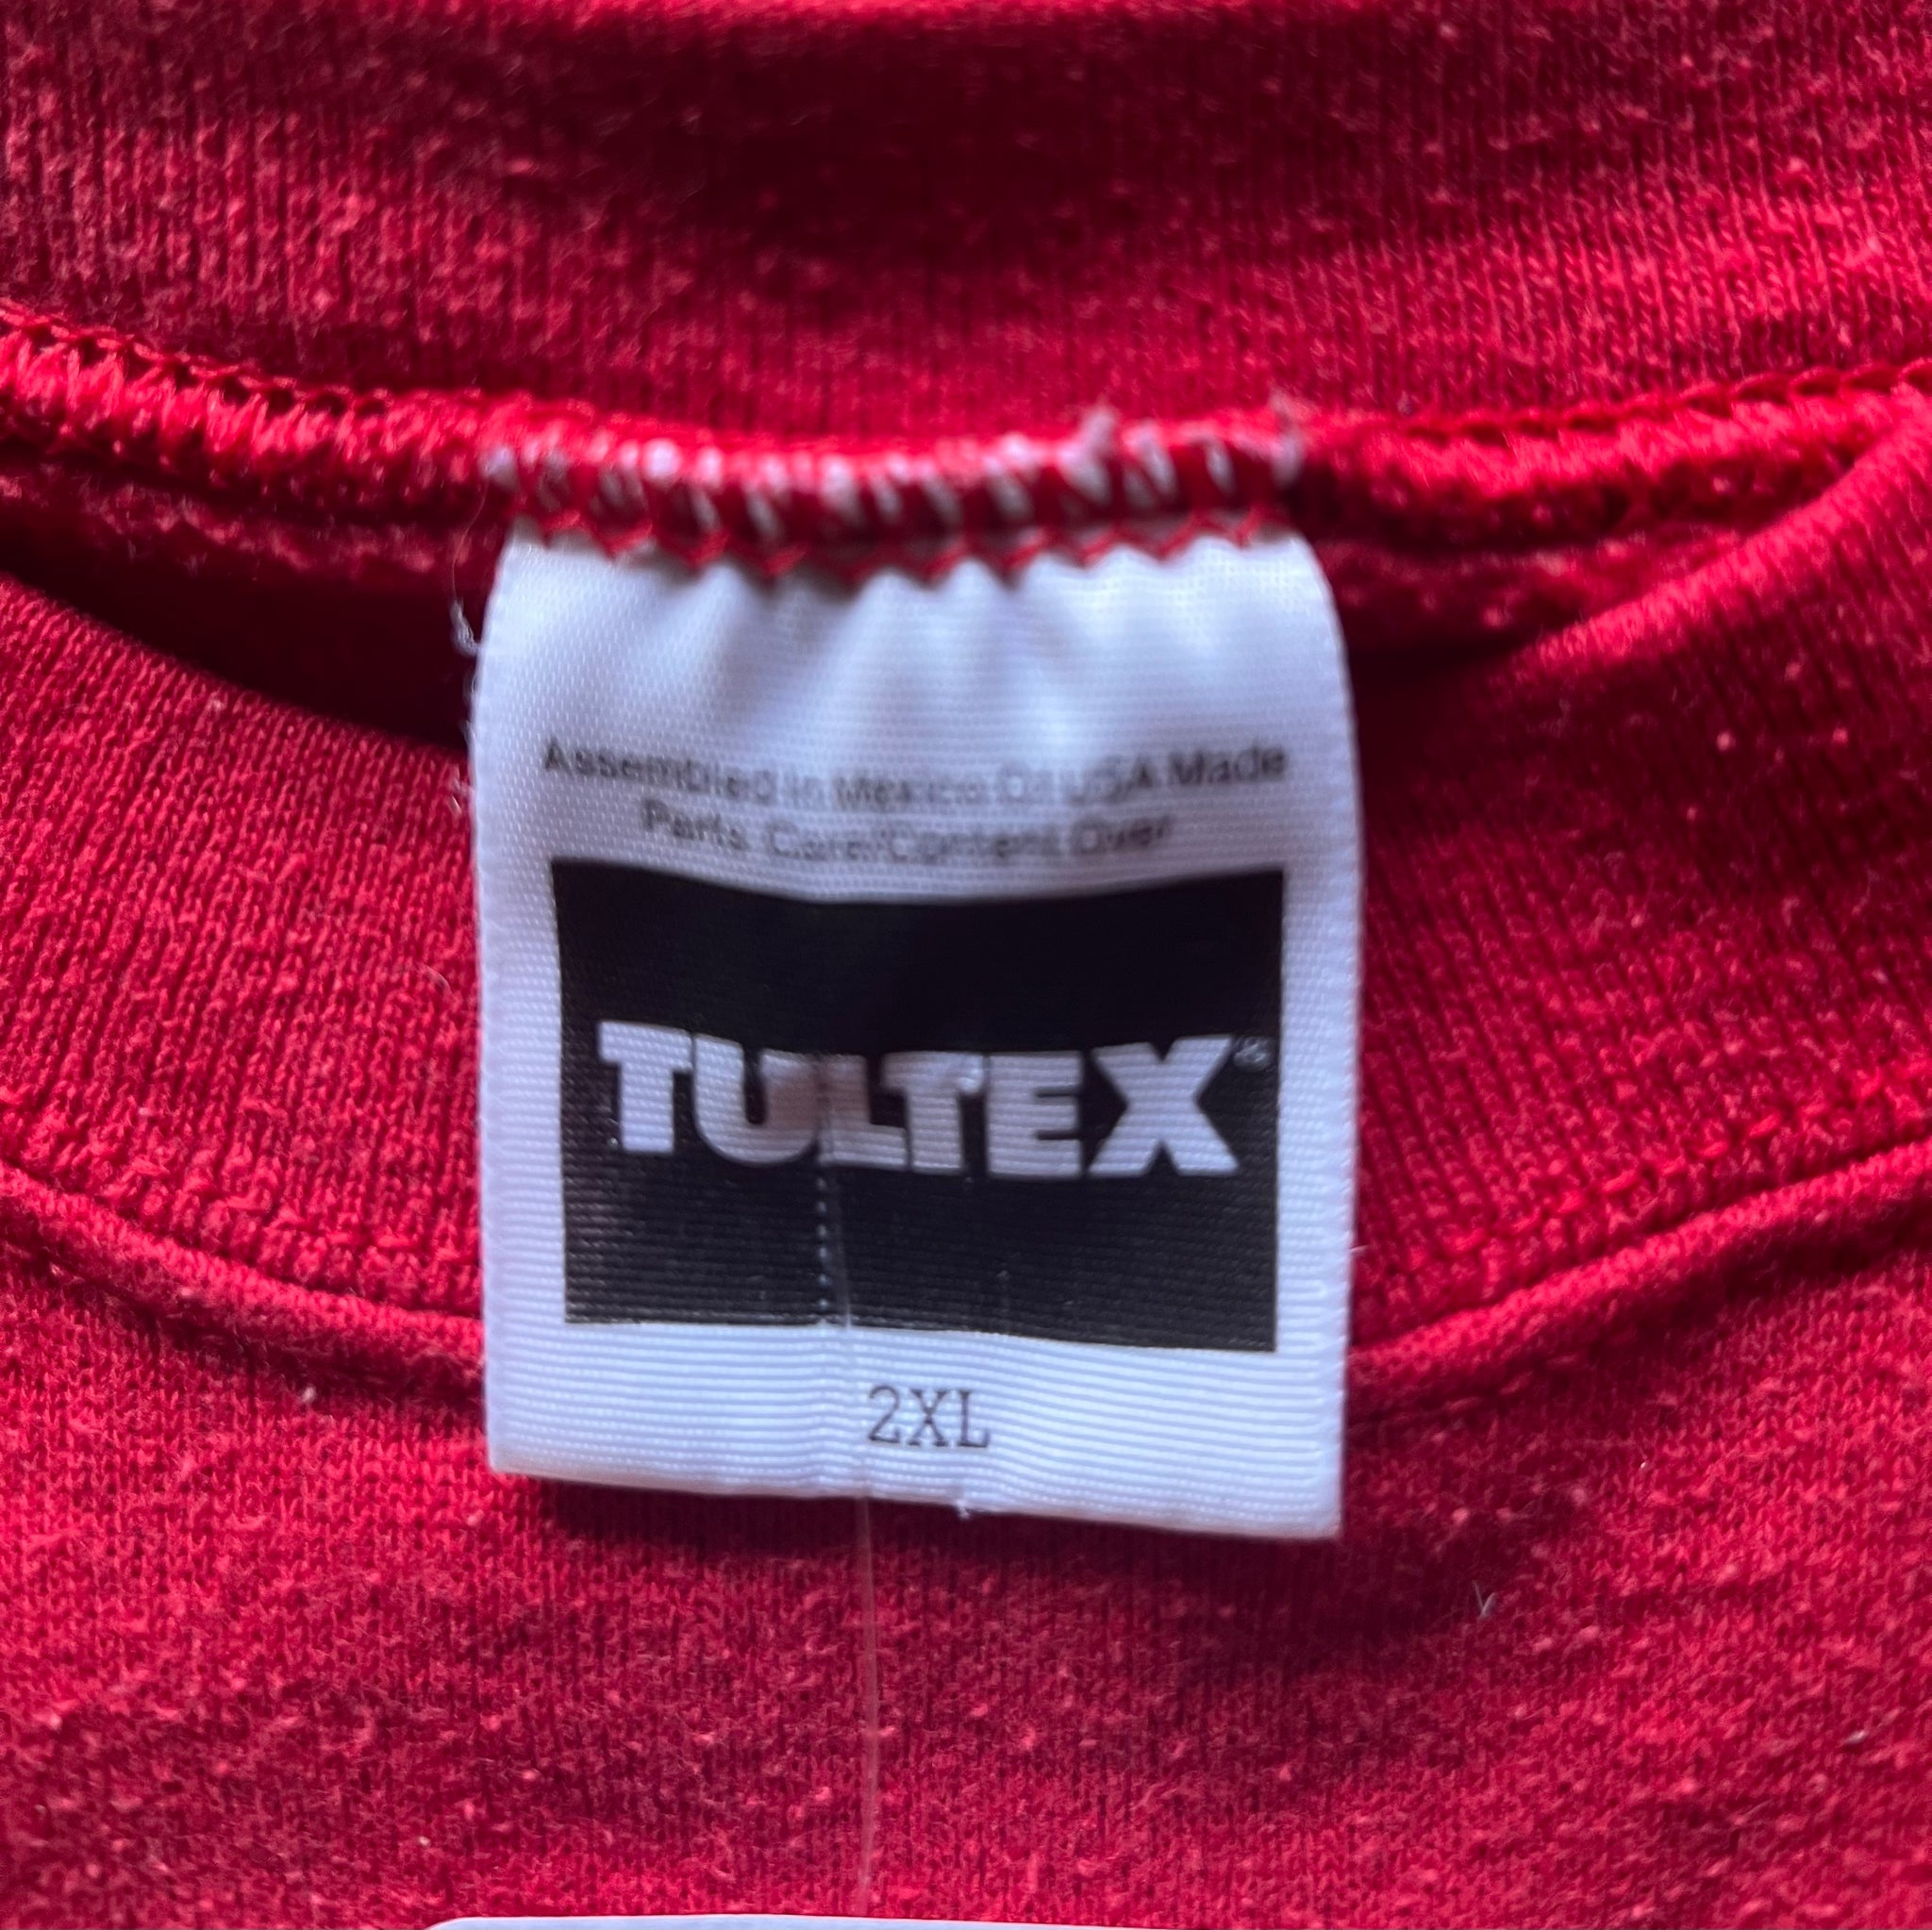 Assembled in Mexico Of USA Made
Parts Care/Content Over
TULTEX®
2XL